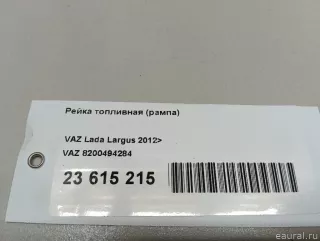 Рейка топливная (рампа)
VAZ Lada Largus 2012>
VAZ 8200494284
23 615 215
eaural.ru